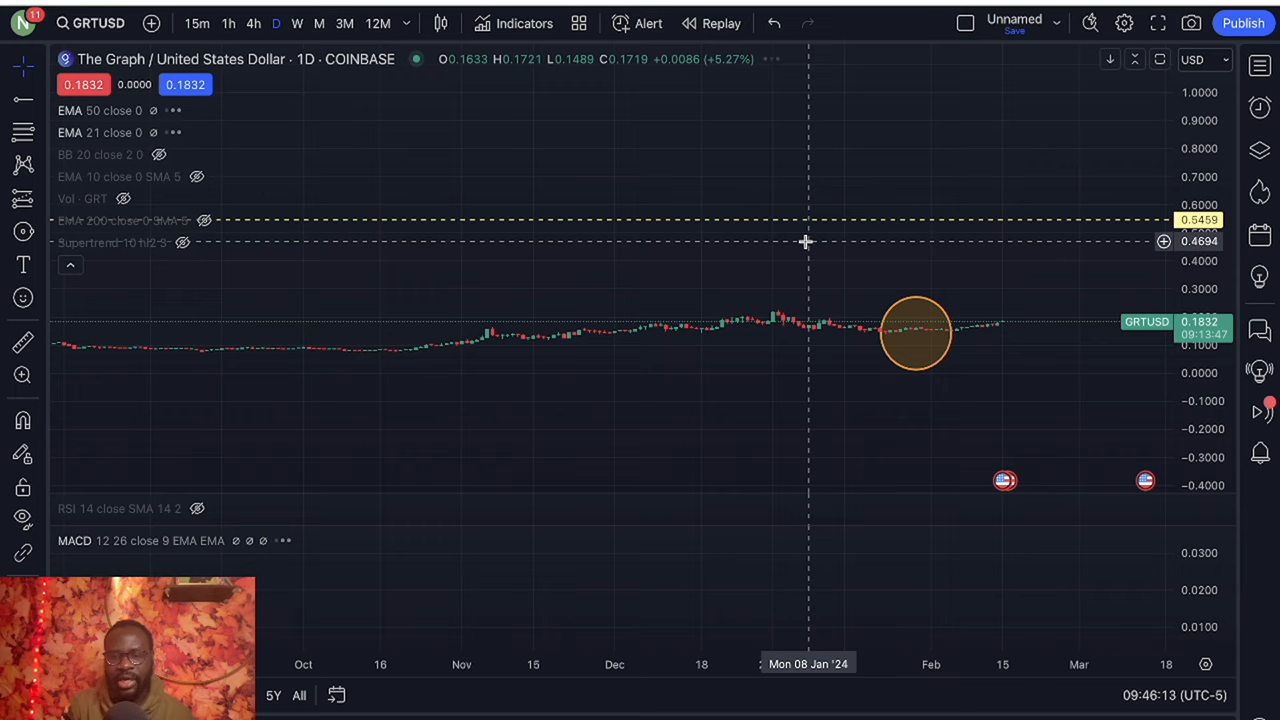 N 11 GRTUSD 15m 1h 4h D W M 3M 12M Indicators Alert Replay Unnamed Save Publish
The Graph / United States Dollar · 1D · COINBASE O0.1633 H0.1721 L0.1489 C0.1719 +0.0086 (+5.27%) USD
0.1832 0.0000 0.1832
1.0000
EMA 50 close 0
0.9000
EMA 21 close 0
0.8000
BB 20 close 2 0
EMA 10 close 0 SMA 5
0.7000
Vol · GRT
0.6000
EMA 200 close 0 SMA 5
0.5459
Supertrend 10 hl2 3
0.4694
0.4000
0.3000
GRTUSD 0.1832
09:13:47
0.1000
0.0000
−0.1000
−0.2000
−0.3000
−0.4000
RSI 14 close SMA 14 2
MACD 12 26 close 9 EMA EMA
0.0300
0.0200
0.0100
Oct 16 Nov 15 Dec 18 Mon 08 Jan '24 Feb 15 Mar 18
5Y All 09:46:13 (UTC-5)